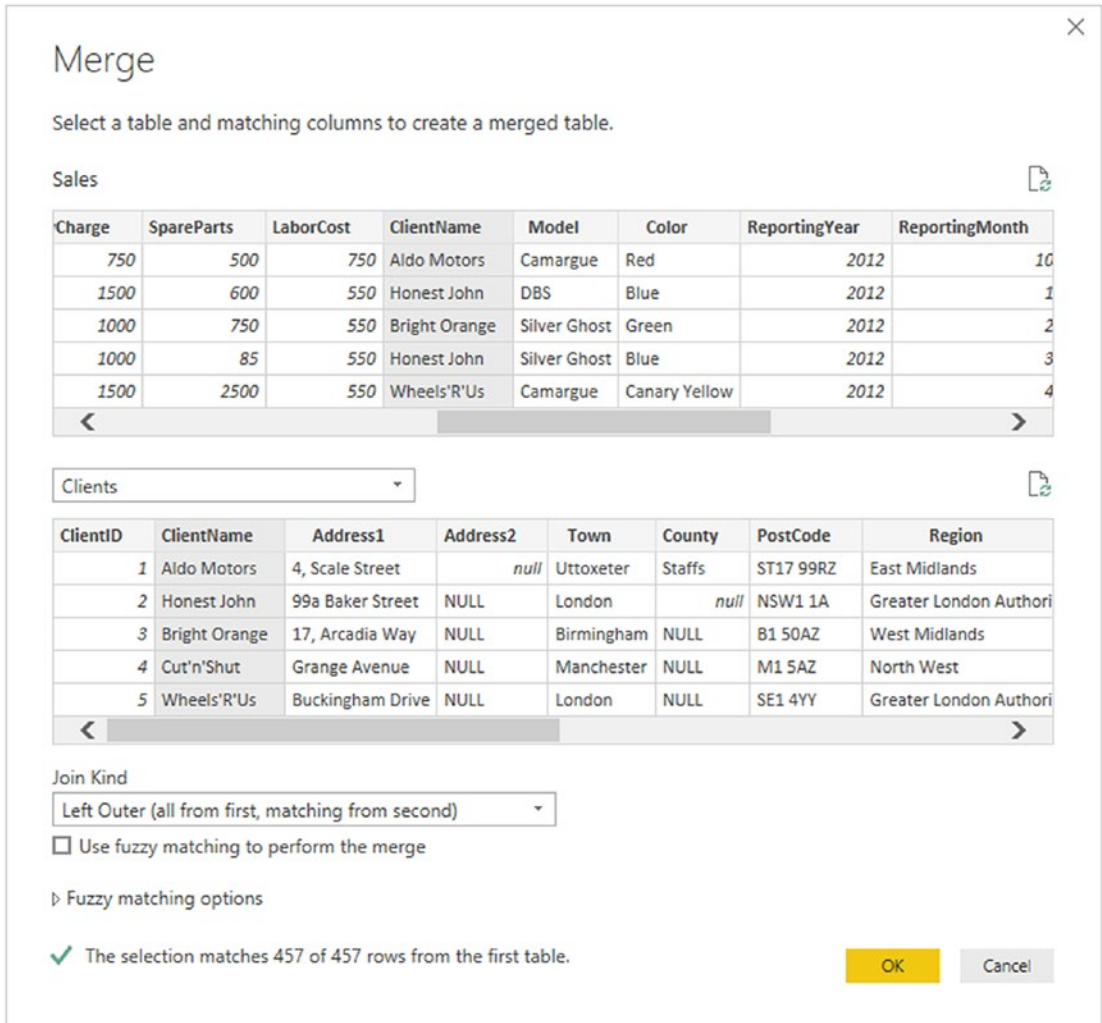 Merge
Select a table and matching columns to create a merged table.
Sales
rCharge SpareParts LaborCost ClientName Model Color ReportingYear ReportingMonth
750 500 750 Aldo Motors Camargue Red 2012 10
1500 600 550 Honest John DBS Blue 2012 1
1000 750 550 Bright Orange Silver Ghost Green 2012 2
1000 85 550 Honest John Silver Ghost Blue 2012 3
1500 2500 550 Wheels'R'Us Camargue Canary Yellow 2012 4
Clients
ClientID ClientName Address1 Address2 Town County PostCode Region
1 Aldo Motors 4, Scale Street null Uttoxeter Staffs ST17 99RZ East Midlands
2 Honest John 99a Baker Street NULL London null NSW1 1A Greater London Authori
3 Bright Orange 17, Arcadia Way NULL Birmingham NULL B1 50AZ West Midlands
4 Cut'n'Shut Grange Avenue NULL Manchester NULL M1 5AZ North West
5 Wheels'R'Us Buckingham Drive NULL London NULL SE1 4YY Greater London Authori
Join Kind
Left Outer (all from first, matching from second)
Use fuzzy matching to perform the merge
Fuzzy matching options
The selection matches 457 of 457 rows from the first table.
OK Cancel